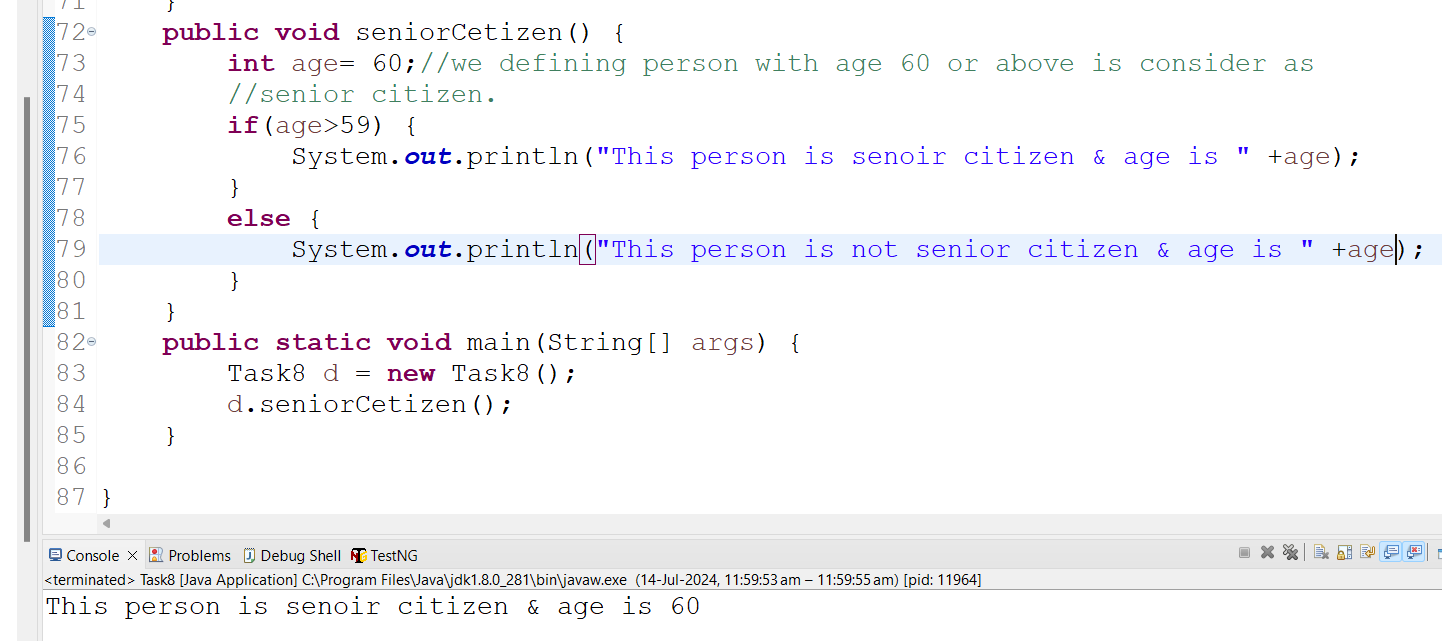 71 }
72 public void seniorCetizen() {
73 int age= 60;//we defining person with age 60 or above is consider as
74 //senior citizen.
75 if(age>59) {
76 System.out.println("This person is senoir citizen & age is " +age);
77 }
78 else {
79 System.out.println("This person is not senior citizen & age is " +age);
80 }
81 }
82 public static void main(String[] args) {
83 Task8 d = new Task8();
84 d.seniorCetizen();
85 }
86
87 }
Console Problems Debug Shell TestNG
<terminated> Task8 [Java Application] C:\Program Files\Java\jdk1.8.0_281\bin\javaw.exe (14-Jul-2024, 11:59:53 am – 11:59:55 am) [pid: 11964]
This person is senoir citizen & age is 60